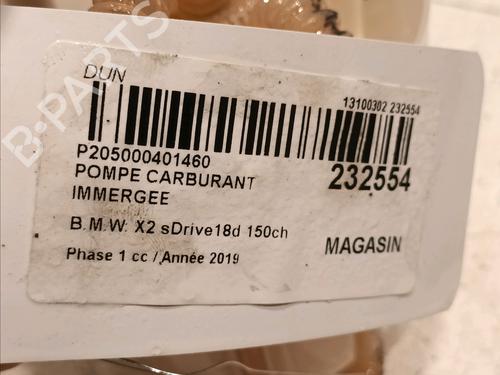 DUN
13100302 232554
P205000401460
232554
POMPE CARBURANT
IMMERGEE
B.M.W. X2 sDrive18d 150ch
MAGASIN
Phase 1 cc / Année 2019
B-PARTS